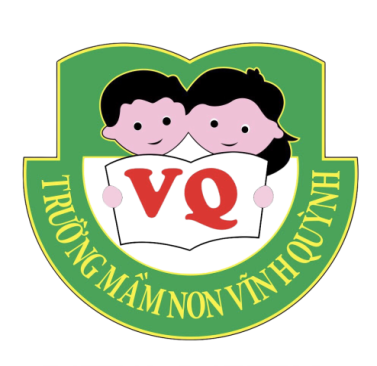 VQ
TRƯỜNG MẦM NON VĨNH QUỲNH